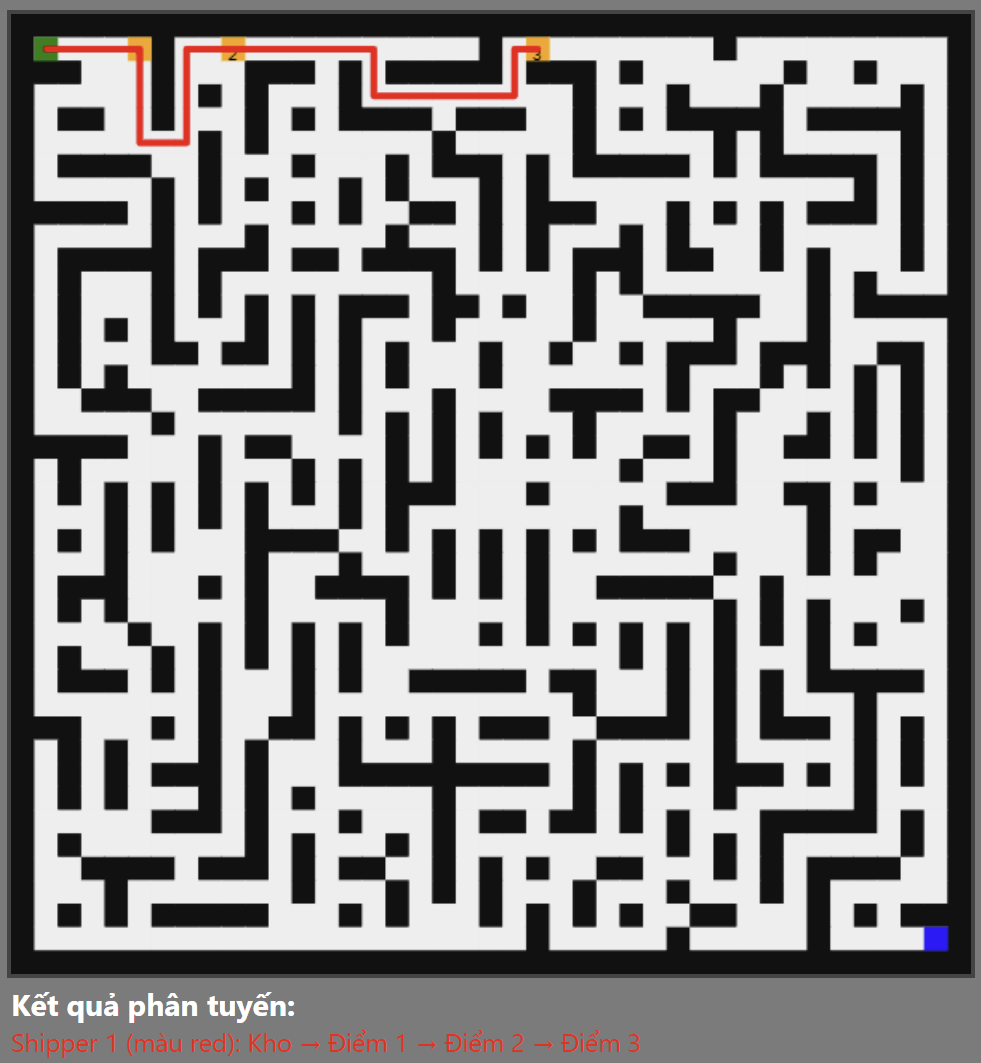 2
3
Kết quả phân tuyến:
Shipper 1 (màu red): Kho → Điểm 1 → Điểm 2 → Điểm 3